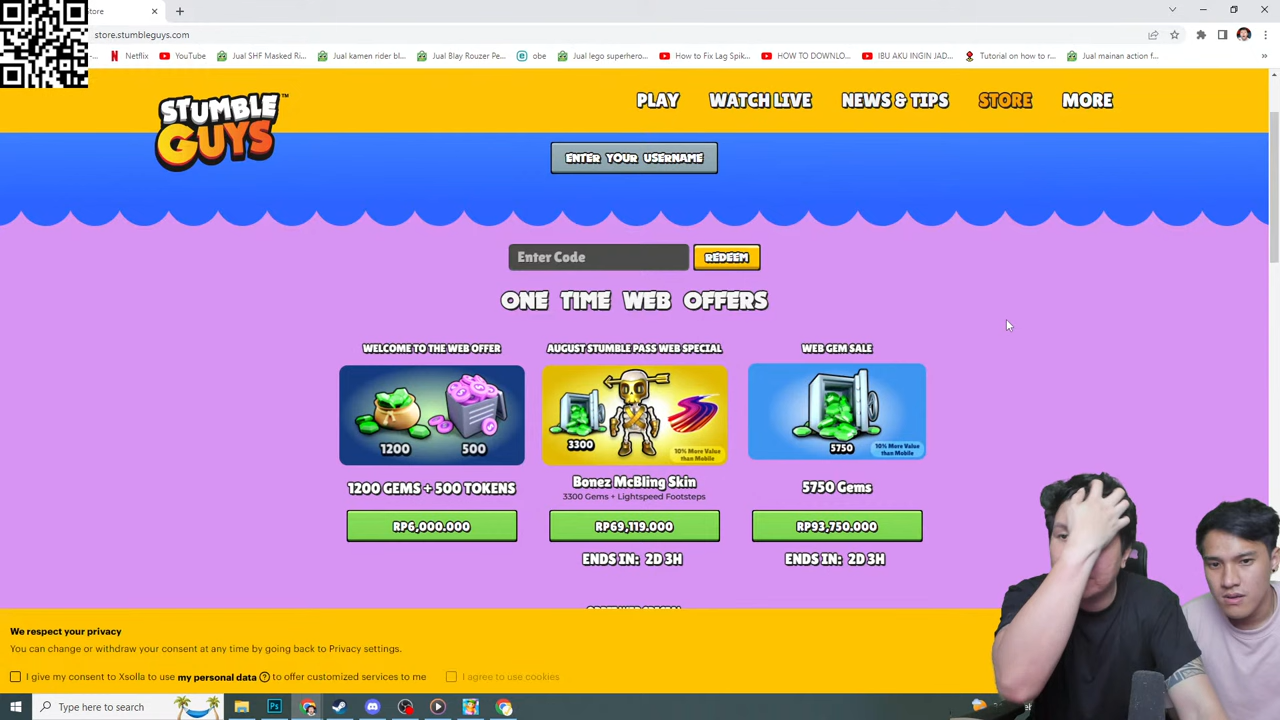 Store
store.stumbleguys.com
Netflix
YouTube
Jual SHF Masked Ri...
Jual kamen rider bl...
Jual Blay Rouzer Pe...
obe
Jual lego superhero...
How to Fix Lag Spik...
HOW TO DOWNLO...
IBU AKU INGIN JAD...
Tutorial on how to r...
Jual mainan action f...
STUMBLE GUYS™
PLAY
WATCH LIVE
NEWS & TIPS
STORE
MORE
ENTER YOUR USERNAME
Enter Code
REDEEM
ONE TIME WEB OFFERS
WELCOME TO THE WEB OFFER
AUGUST STUMBLE PASS WEB SPECIAL
WEB GEM SALE
1200
500
3300
10% More Value
than Mobile
5750
10% More Value
than Mobile
1200 GEMS + 500 TOKENS
Bonez McBling Skin
3300 Gems + Lightspeed Footsteps
5750 Gems
RP6,000.000
RP69,119.000
RP93,750.000
ENDS IN: 2D 3H
ENDS IN: 2D 3H
We respect your privacy
You can change or withdraw your consent at any time by going back to Privacy settings.
I give my consent to Xsolla to use my personal data ? to offer customized services to me
I agree to use cookies
Type here to search